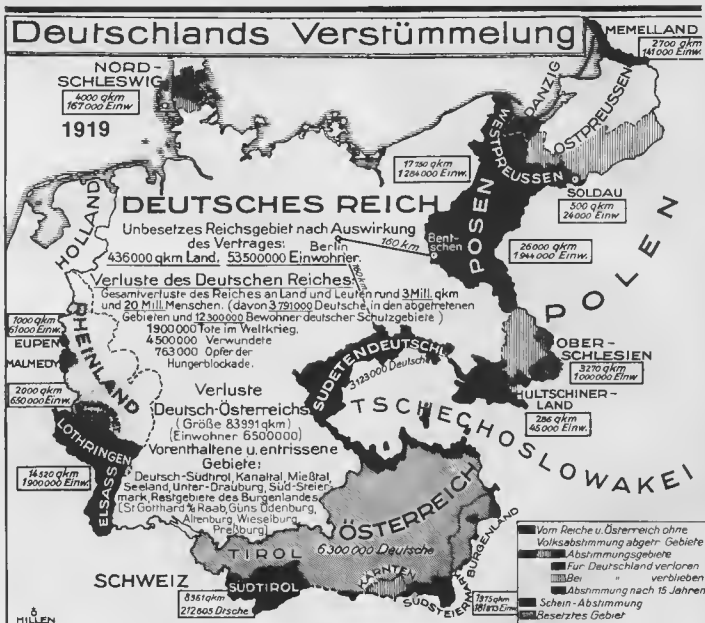 Deutschlands Verstümmelung
MEMELLAND
2700 qkm
141000 Einw.
NORD-
SCHLESWIG
4000 qkm
167000 Einw
1919
DANZIG
OSTPREUSSEN
WESTPREUSSEN
17750 qkm
1284000 Einw.
SOLDAU
500 qkm
24000 Einw
DEUTSCHES REICH
Unbesetzes Reichsgebiet nach Auswirkung
des Vertrages:
436000 qkm Land, 53500000 Einwohner.
Berlin
160 km
Bent-
schen
POSEN
26000 qkm
1944000 Einw.
POLEN
HOLLAND
Verluste des Deutschen Reiches:
Gesamtverlust des Reiches an Land und Leuten rund 3 Mill. qkm
und 20 Mill. Menschen. (davon 3791000 Deutsche, in den abgetretenen
Gebieten und 12300000 Bewohner deutscher Schutzgebiete)
1900000 Tote im Weltkrieg.
4500000 Verwundete
763000 Opfer der
Hungerblockade.
1000 qkm
61000 Einw.
EUPEN
MALMEDY
RHEINLAND
2000 qkm
650000 Einw.
OBER-
SCHLESIEN
3270 qkm
1000000 Einw
SUDETENDEUTSCHL.
3123000 Deutsche
HULTSCHINER-
LAND
286 qkm
45000 Einw.
TSCHECHOSLOWAKEI
Verluste
Deutsch-Österreichs
(Größe 83991 qkm)
(Einwohner 6500000)
Vorenthaltene u. entrissene
Gebiete:
Deutsch-Südtirol, Kanaltal, Mießtal,
Seeland, Unter-Drauburg, Süd-Steier
mark, Restgebiete des Burgenlandes
(St Gotthard a/Raab, Güns Ödenburg,
Altenburg, Wieselburg,
Preßburg)
LOTHRINGEN
ELSASS
14520 qkm
1900000 Einw.
ÖSTERREICH
6300000 Deutsche
TIROL
BURGENLAND
KÄRNTEN
SÜDSTEIERMARK
SCHWEIZ
SÜDTIROL
8961 qkm
212805 Dtsche
Vom Reiche u. Österreich ohne
Volksabstimmung abgetr. Gebiete
Abstimmungsgebiete
Für Deutschland verloren
Bei " verblieben
Abstimmung nach 15 Jahren
Schein-Abstimmung
Besetztes Gebiet